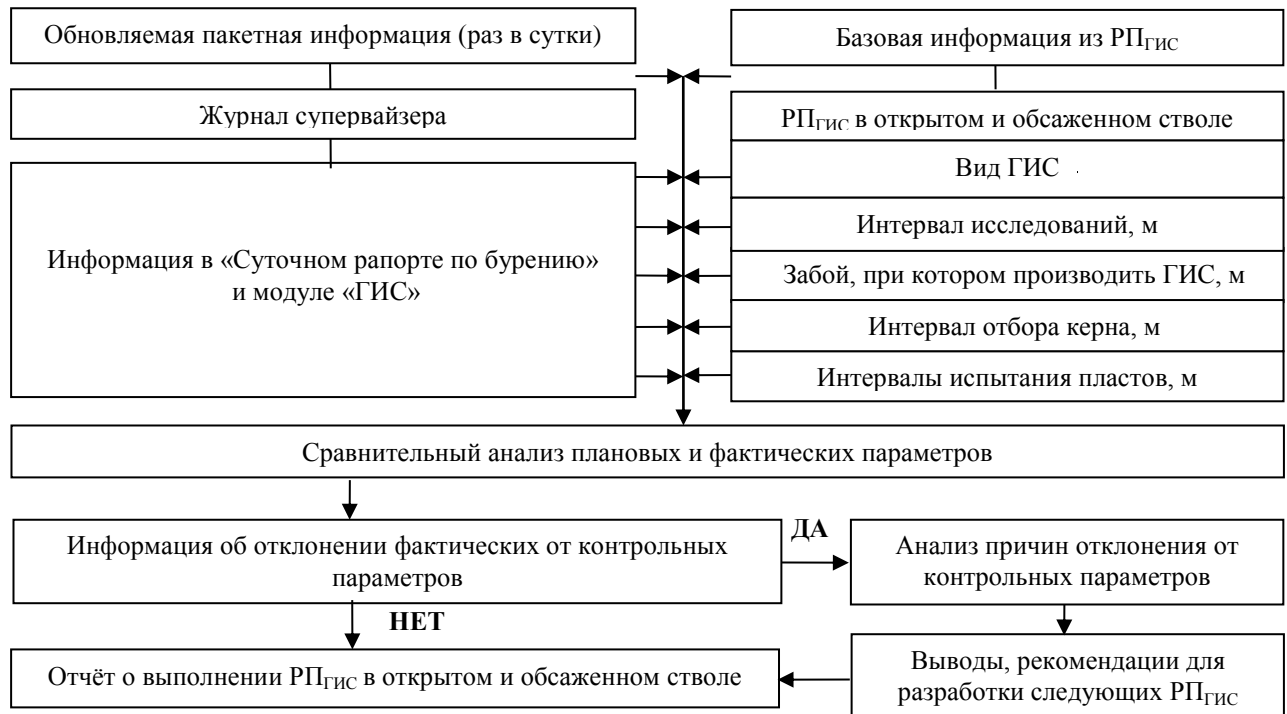 Обновляемая пакетная информация (раз в сутки)
Базовая информация из РПГИС
Журнал супервайзера
РПГИС в открытом и обсаженном стволе
Вид ГИС
Интервал исследований, м
Информация в «Суточном рапорте по бурению»
и модуле «ГИС»
Забой, при котором производить ГИС, м
Интервал отбора керна, м
Интервалы испытания пластов, м
Сравнительный анализ плановых и фактических параметров
Информация об отклонении фактических от контрольных
параметров
ДА
Анализ причин отклонения от
контрольных параметров
НЕТ
Отчёт о выполнении РПГИС в открытом и обсаженном стволе
Выводы, рекомендации для
разработки следующих РПГИС